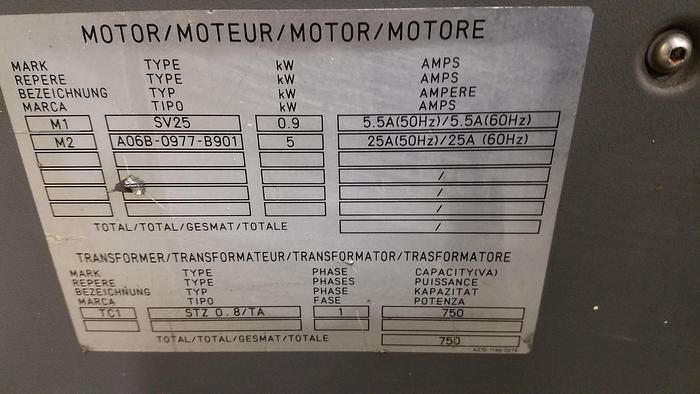 MOTOR/MOTEUR/MOTOR/MOTORE
MARK TYPE kW AMPS
REPERE TYPE kW AMPS
BEZEICHNUNG TYP kW AMPERE
MARCA TIPO kW AMPS
M1 SV25 0.9 5.5A(50Hz)/5.5A(60Hz)
M2 A06B-0977-B901 5 25A(50Hz)/25A (60Hz)
/
/
/
TOTAL/TOTAL/GESMAT/TOTALE /
TRANSFORMER/TRANSFORMATEUR/TRANSFORMATOR/TRASFORMATORE
MARK TYPE PHASE CAPACITY(VA)
REPERE TYPE PHASES PUISSANCE
BEZEICHNUNG TYP PHASE KAPAZITAT
MARCA TIPO FASE POTENZA
TC1 STZ 0.8/TA 1 750
TOTAL/TOTAL/GESMAT/TOTALE 750